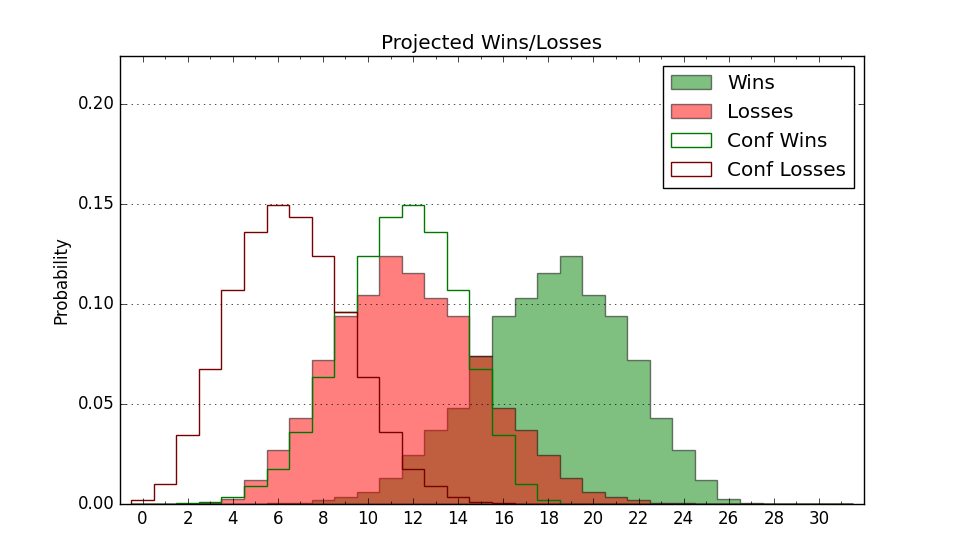 Projected Wins/Losses
Wins
Losses
Conf Wins
Conf Losses
Probability
0.20
0.15
0.10
0.05
0.00
0 2 4 6 8 10 12 14 16 18 20 22 24 26 28 30